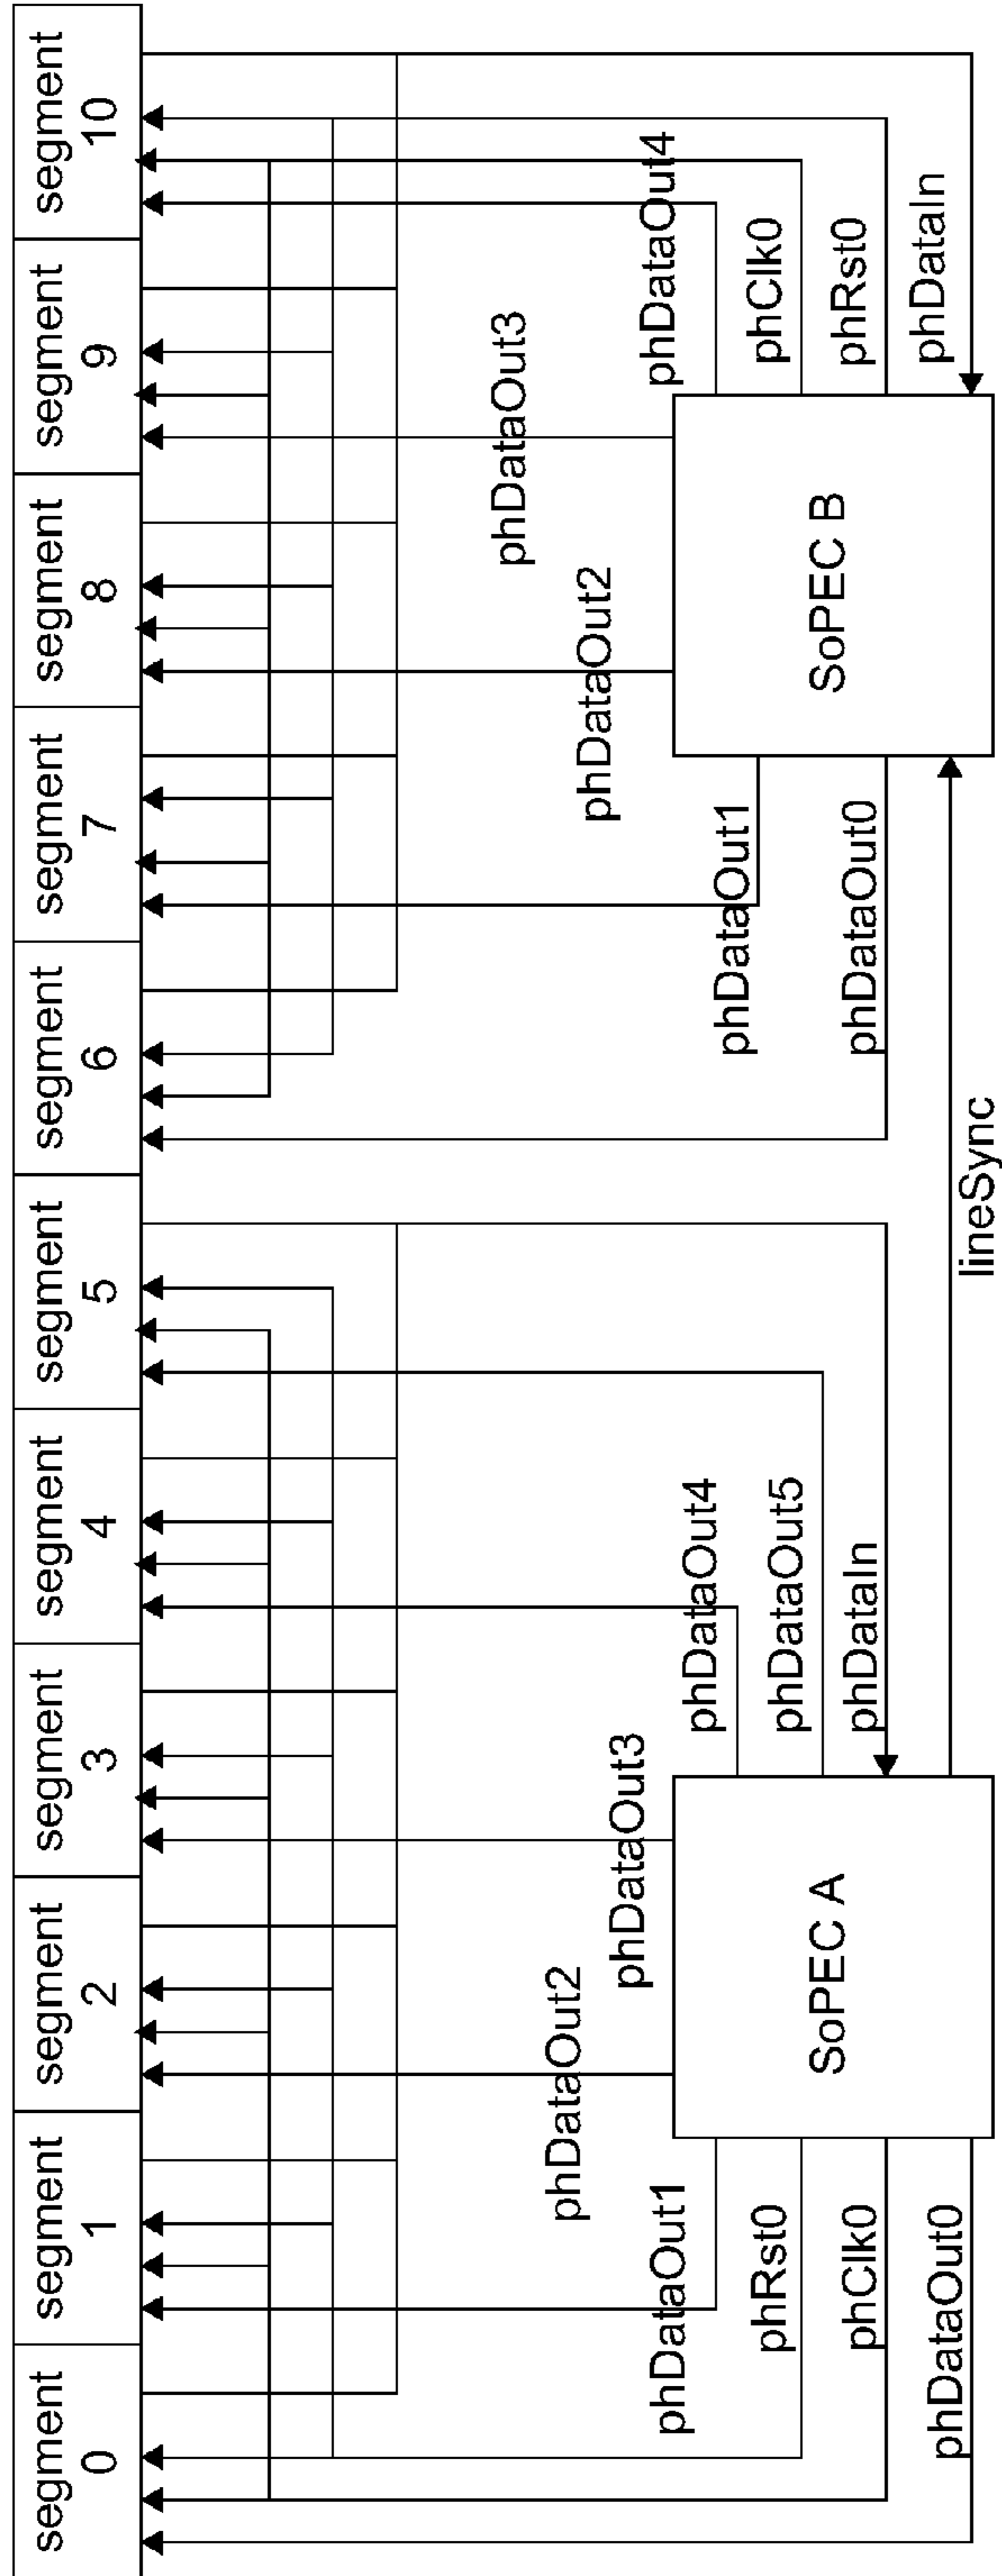 segment
0
segment
1
segment
2
segment
3
segment
4
segment
5
segment
6
segment
7
segment
8
segment
9
segment
10
phDataOut2
phDataOut3
phDataOut1
phDataOut4
phRst0
phDataOut5
phClk0
phDataIn
phDataOut0
SoPEC A
lineSync
phDataOut3
phDataOut2
phDataOut4
phDataOut1
phClk0
phDataOut0
phRst0
phDataIn
SoPEC B